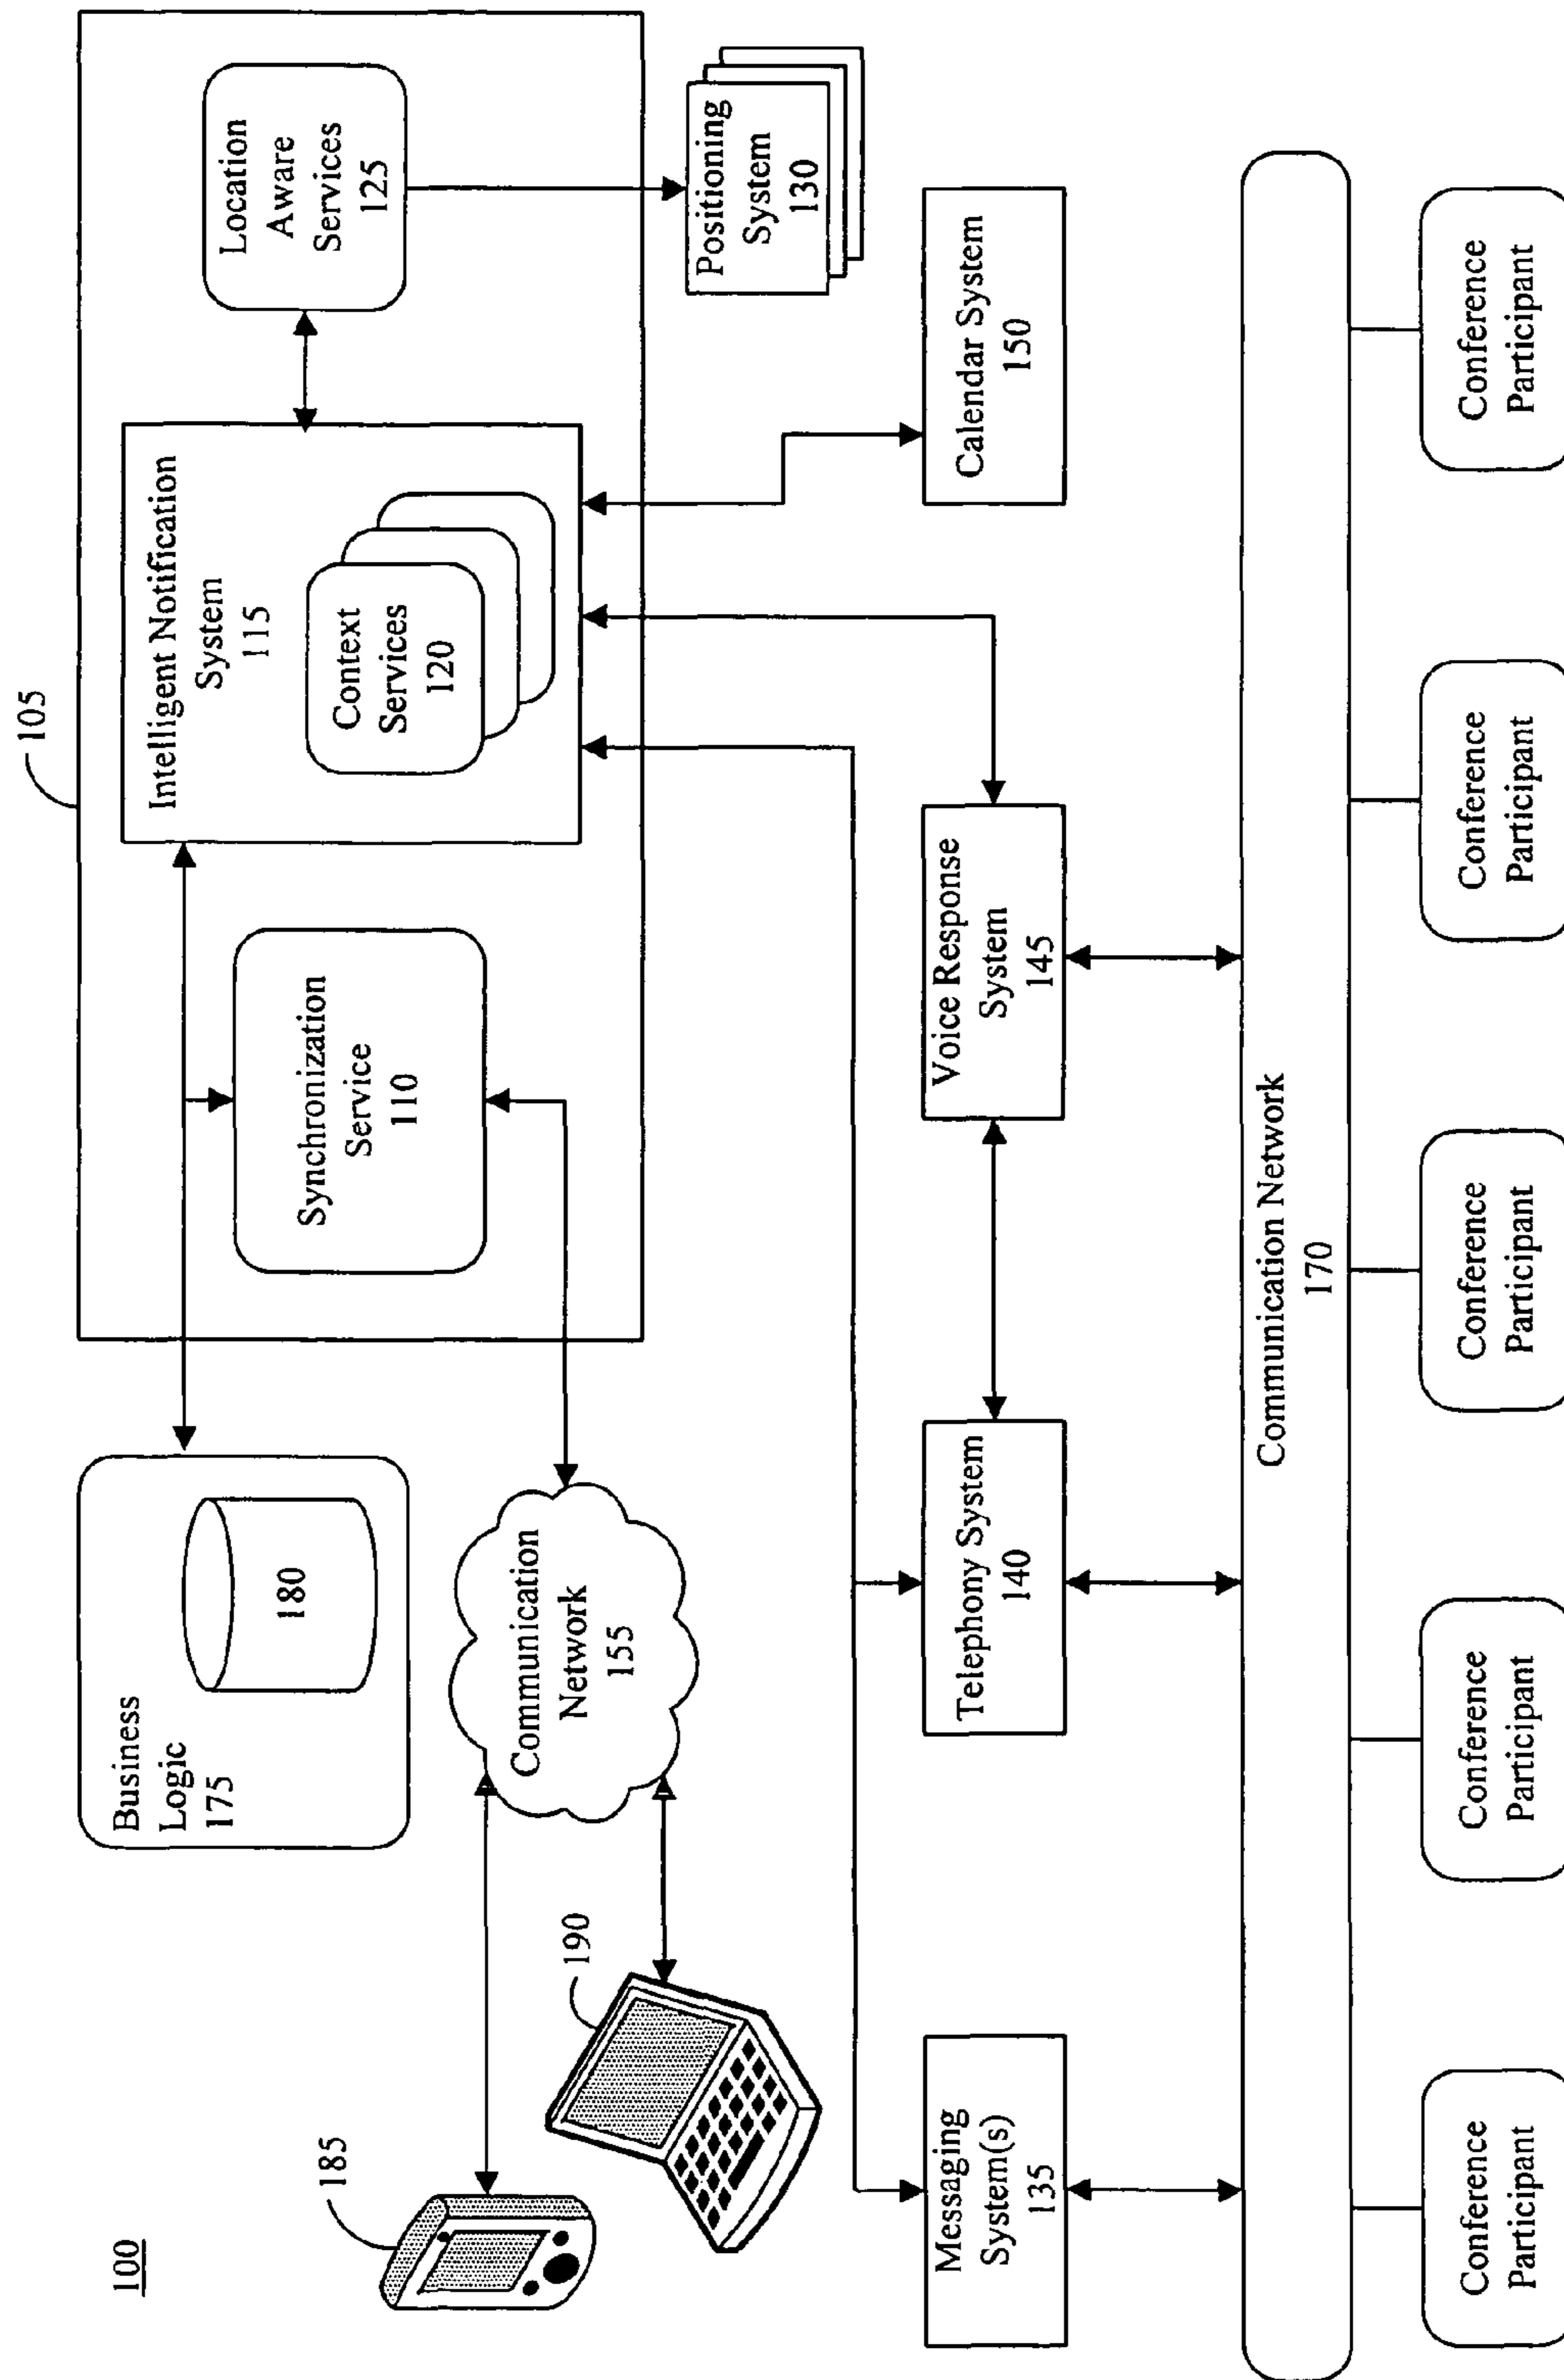 100
105
Business
Logic
175
180
Synchronization
Service
110
Intelligent Notification
System
115
Context
Services
120
Location
Aware
Services
125
185
190
Communication
Network
155
Positioning
System
130
Messaging
System(s)
135
Telephony System
140
Voice Response
System
145
Calendar System
150
Communication Network
170
Conference
Participant
Conference
Participant
Conference
Participant
Conference
Participant
Conference
Participant